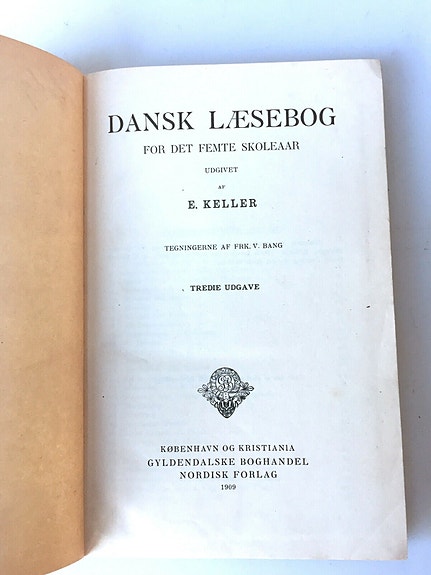 DANSK LÆSEBOG
FOR DET FEMTE SKOLEAAR
UDGIVET
AF
E. KELLER
TEGNINGERNE AF FRK. V. BANG
TREDIE UDGAVE
KØBENHAVN OG KRISTIANIA
GYLDENDALSKE BOGHANDEL
NORDISK FORLAG
1909